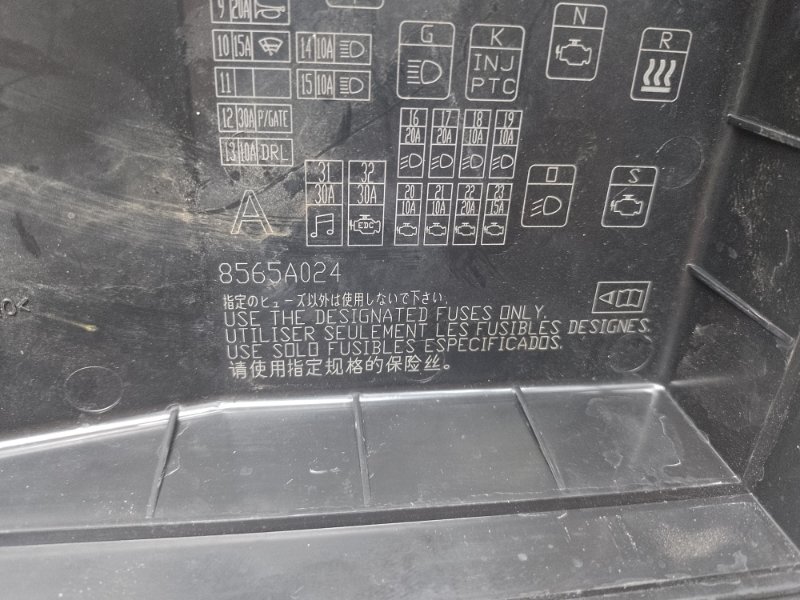 9 20A
10 15A
14 10A
G
K
N
R
11
15 10A
INJ
PTC
12 30A P/GATE
16 17 18 19
20A 20A 10A 10A
13 10A DRL
31 32
30A 30A
O
S
20 21 22 23
10A 10A 20A 15A
A
EDC
8565A024
指定のヒューズ以外は使用しないで下さい.
USE THE DESIGNATED FUSES ONLY.
UTILISER SEULEMENT LES FUSIBLES DESIGNES.
USE SOLO FUSIBLES ESPECIFICADOS.
请使用指定规格的保险丝。